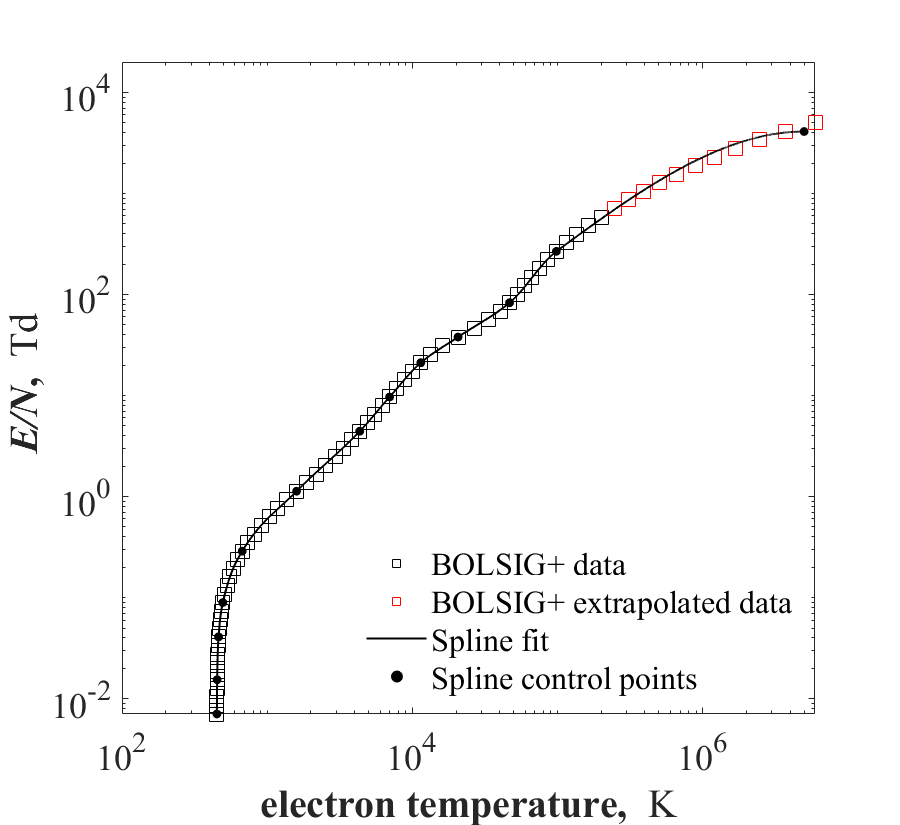 10^4
10^2
10^0
10^-2
E/N, Td
BOLSIG+ data
BOLSIG+ extrapolated data
Spline fit
Spline control points
10^2
10^4
10^6
electron temperature, K